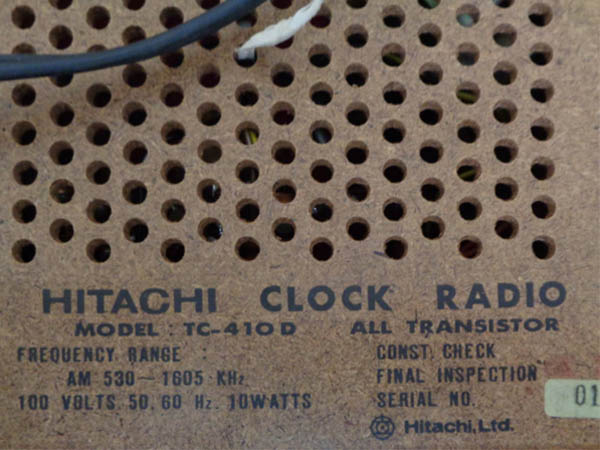 HITACHI CLOCK RADIO
MODEL : TC-410D ALL TRANSISTOR
FREQUENCY RANGE :
AM 530—1605 KHz
100 VOLTS. 50, 60 Hz. 10WATTS
CONST. CHECK
FINAL INSPECTION
SERIAL NO.
01
Hitachi, Ltd.